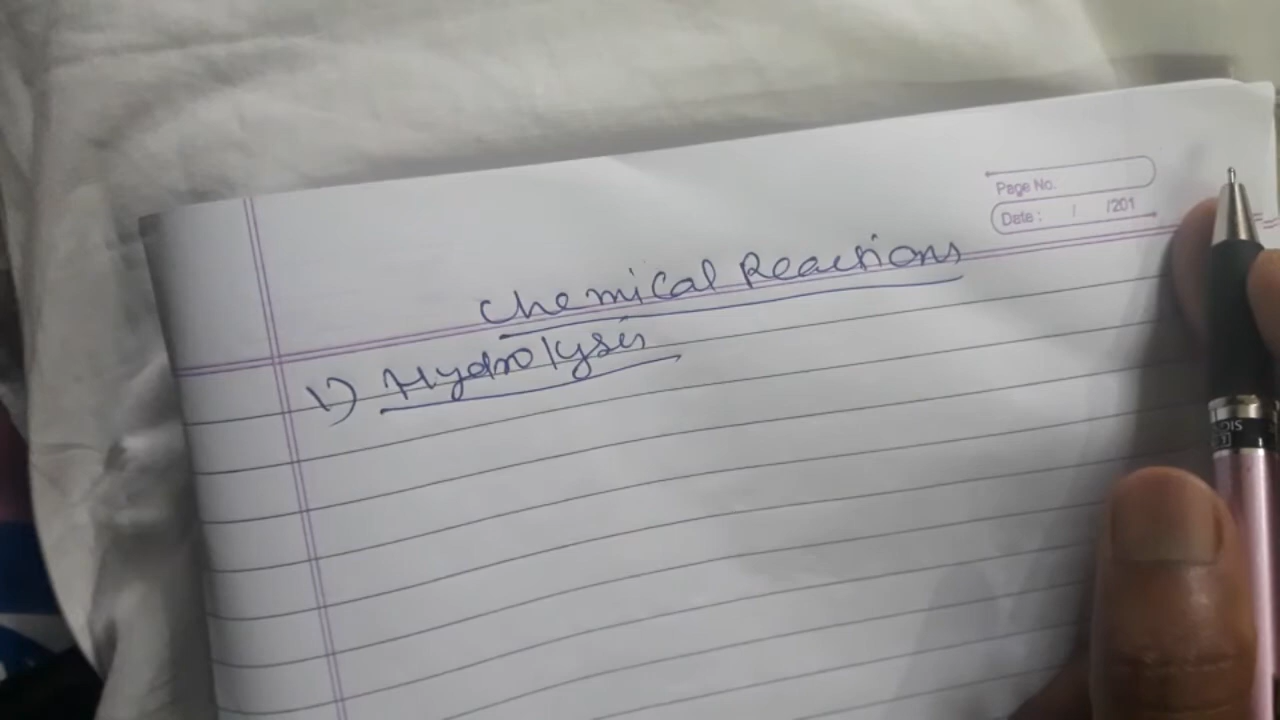 Page No.
Date : / /201
Chemical Reactions
1) Hydrolysis